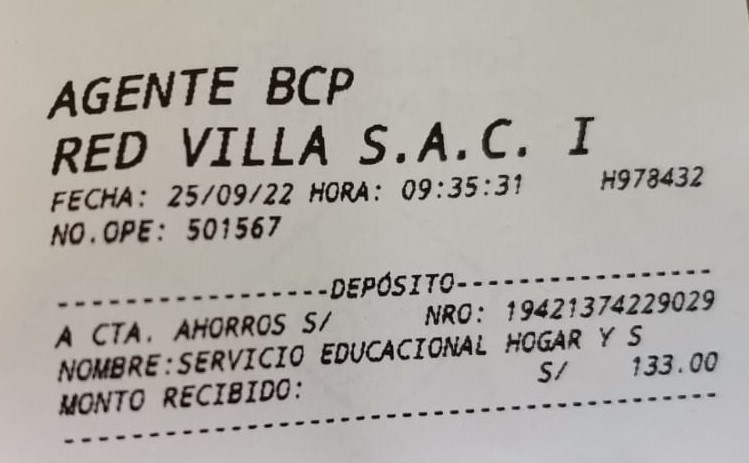 AGENTE BCP
RED VILLA S.A.C. I
FECHA: 25/09/22 HORA: 09:35:31 H978432
NO.OPE: 501567
-----------------DEPÓSITO-----------------
A CTA. AHORROS S/ NRO: 19421374229029
NOMBRE:SERVICIO EDUCACIONAL HOGAR Y S
MONTO RECIBIDO: S/ 133.00
------------------------------------------